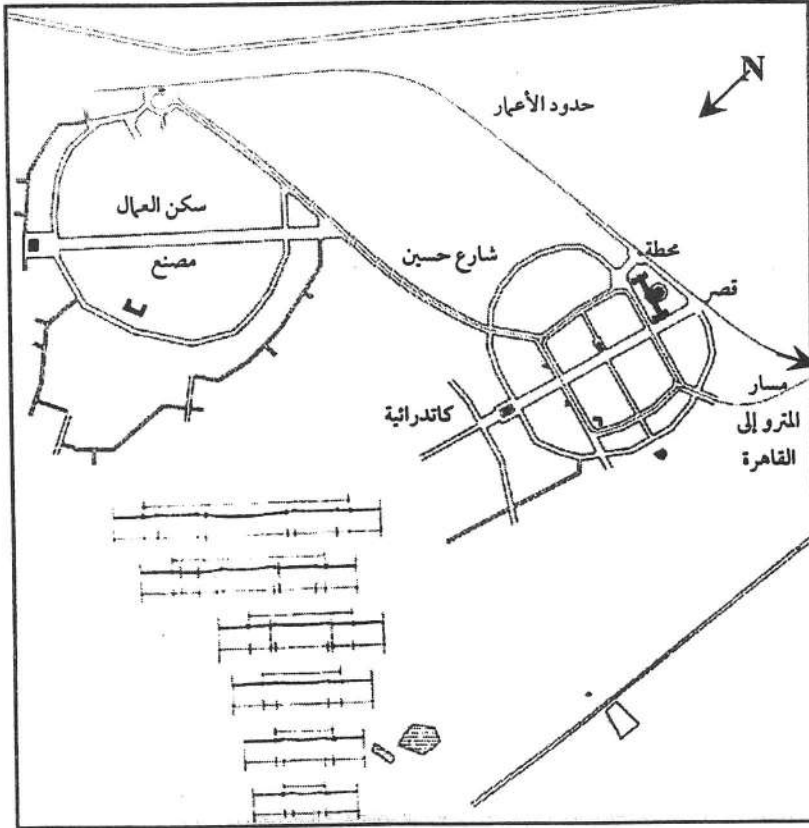 N
حدود الأعمار
سكن العمال
مصنع
شارع حسين
محطة
قصر
كاتدرائية
مسار
المترو إلى
القاهرة